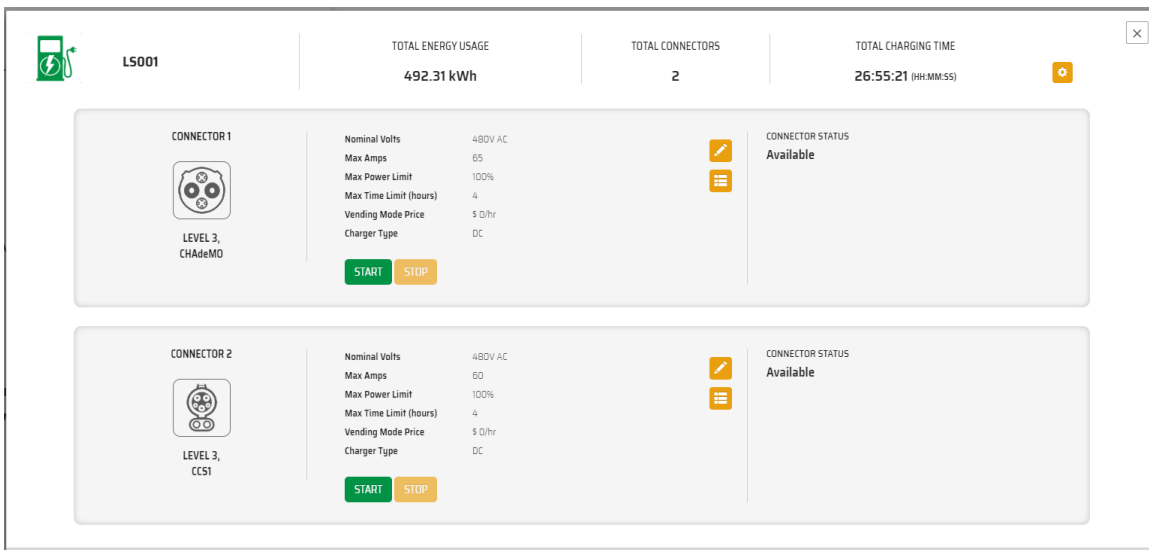 LS001
TOTAL ENERGY USAGE
492.31 kWh
TOTAL CONNECTORS
2
TOTAL CHARGING TIME
26:55:21 (HH:MM:SS)
CONNECTOR 1
LEVEL 3,
CHAdeMO
Nominal Volts 480V AC
Max Amps 65
Max Power Limit 100%
Max Time Limit (hours) 4
Vending Mode Price $ 0/hr
Charger Type DC
START STOP
CONNECTOR STATUS
Available
CONNECTOR 2
LEVEL 3,
CCS1
Nominal Volts 480V AC
Max Amps 60
Max Power Limit 100%
Max Time Limit (hours) 4
Vending Mode Price $ 0/hr
Charger Type DC
START STOP
CONNECTOR STATUS
Available